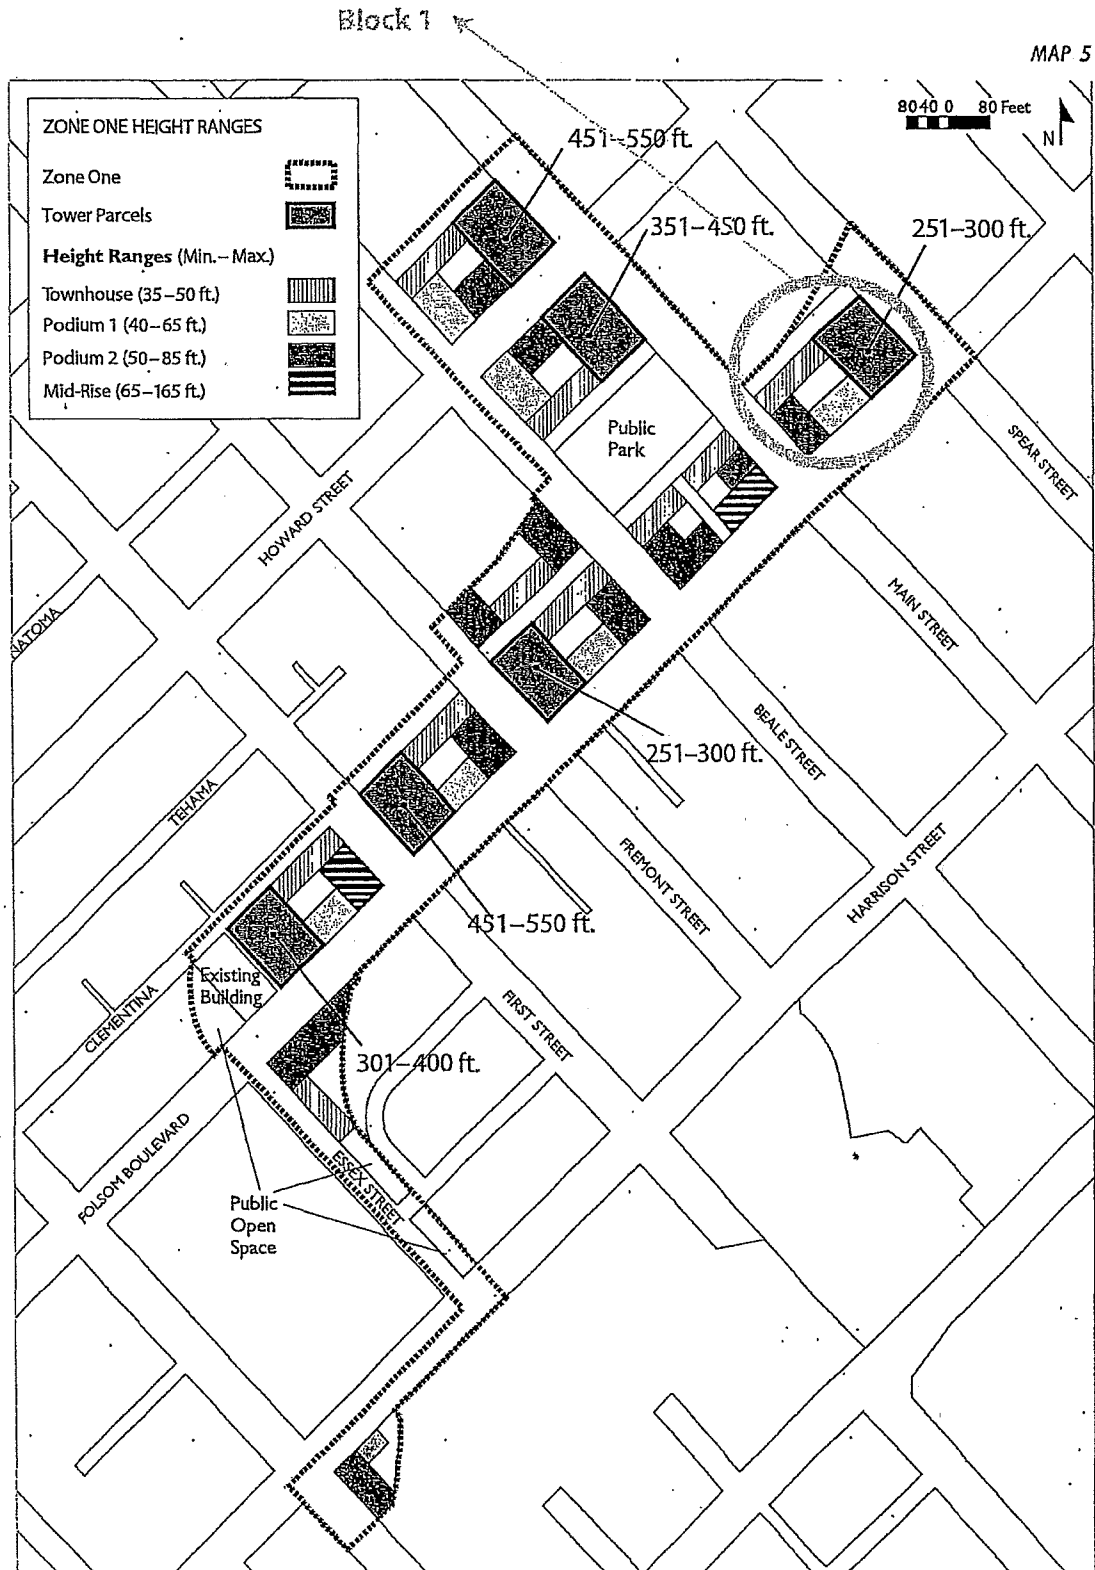 Block 1
MAP 5
ZONE ONE HEIGHT RANGES
Zone One
Tower Parcels
Height Ranges (Min.–Max.)
Townhouse (35–50 ft.)
Podium 1 (40–65 ft.)
Podium 2 (50–85 ft.)
Mid-Rise (65–165 ft.)
8040 0 80 Feet
N
451–550 ft.
351–450 ft.
251–300 ft.
Public
Park
SPEAR STREET
HOWARD STREET
MAIN STREET
NATOMA
BEALE STREET
251–300 ft.
TEHAMA
FREMONT STREET
HARRISON STREET
451–550 ft.
Existing
Building
CLEMENTINA
FIRST STREET
301–400 ft.
FOLSOM BOULEVARD
ESSEX STREET
Public
Open
Space